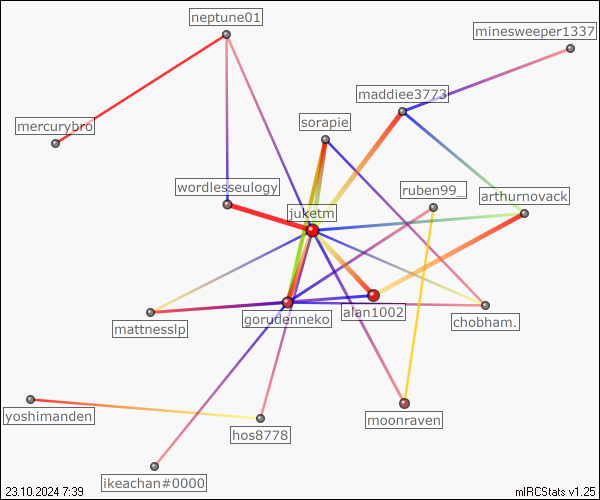 neptune01
minesweeper1337
maddiee3773
sorapie
mercurybro
wordlesseulogy
ruben99_
arthurnovack
juketm
gorudenneko
alan1002
mattnesslp
chobham.
yoshimanden
hos8778
moonraven
ikeachan#0000
23.10.2024 7:39
mIRCStats v1.25